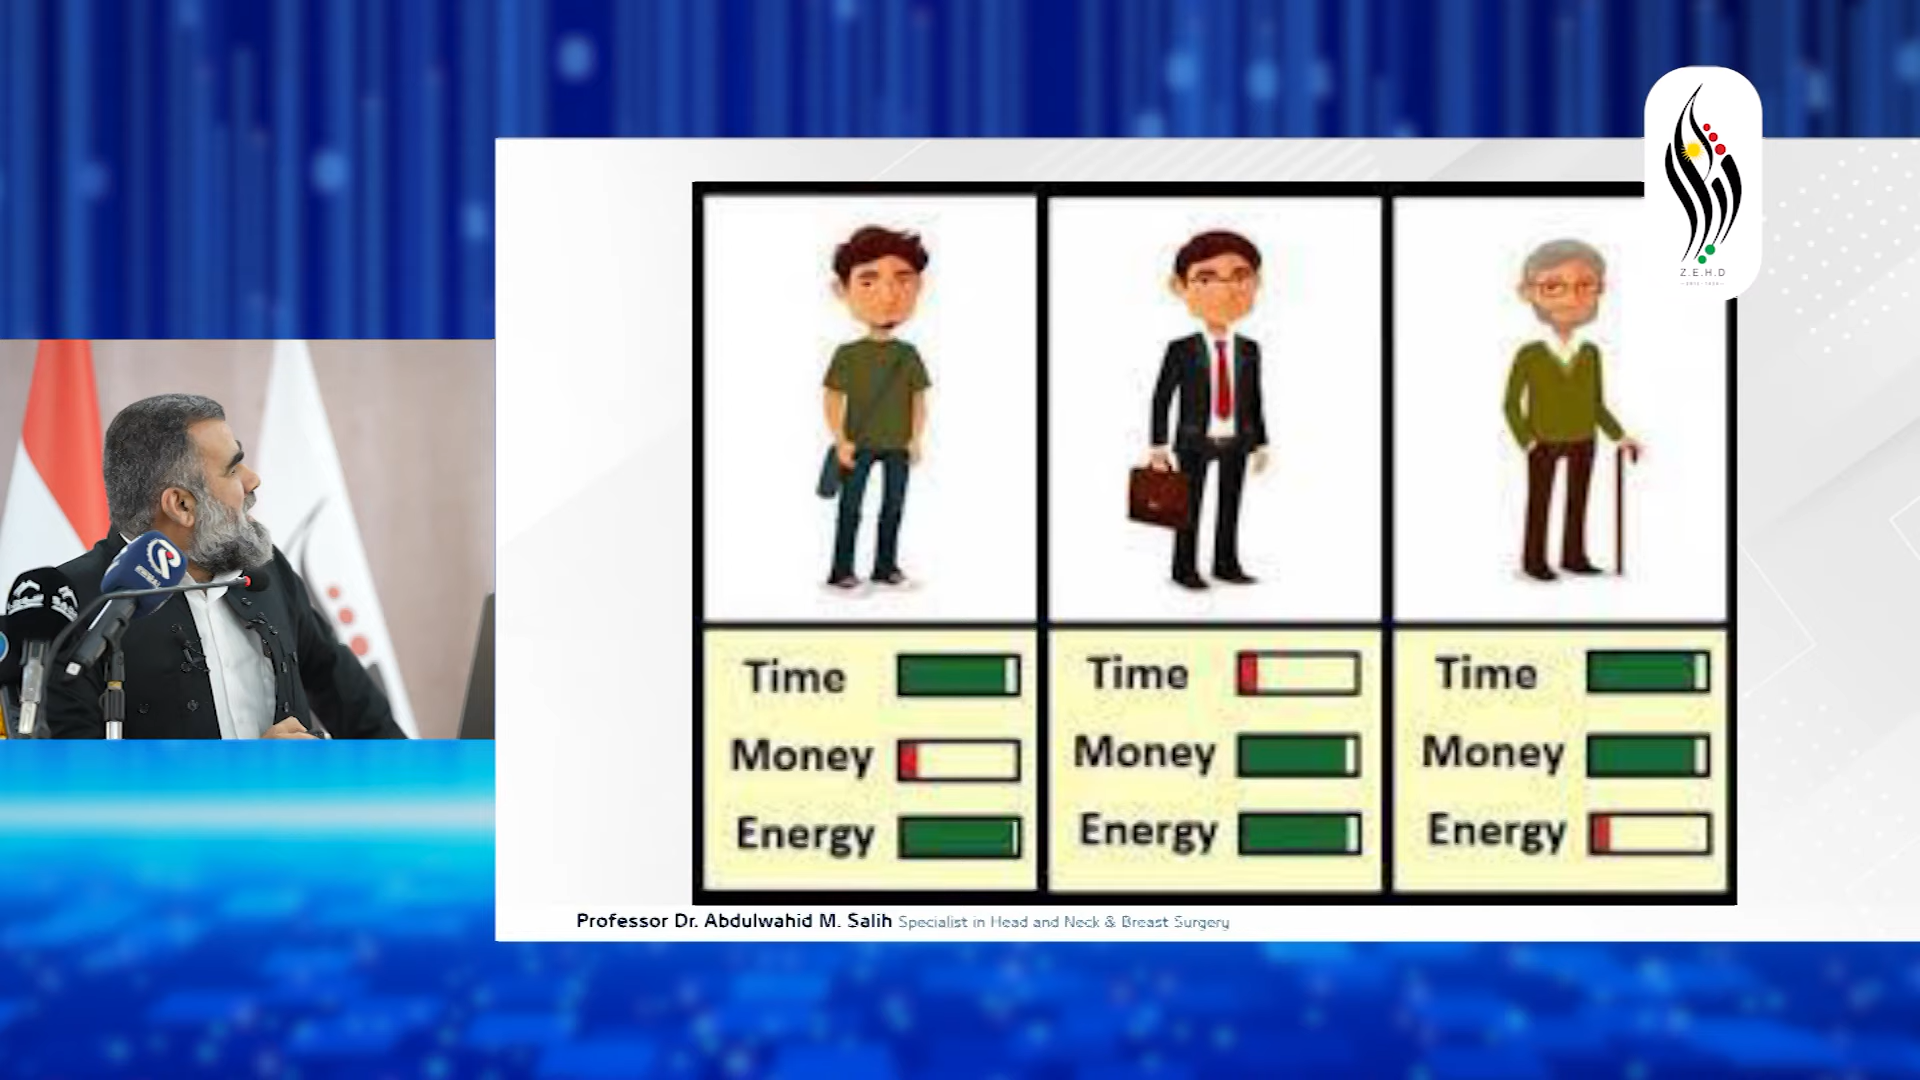 Z.E.H.D
Time
Money
Energy
Time
Money
Energy
Time
Money
Energy
Professor Dr. Abdulwahid M. Salih Specialist in Head and Neck & Breast Surgery